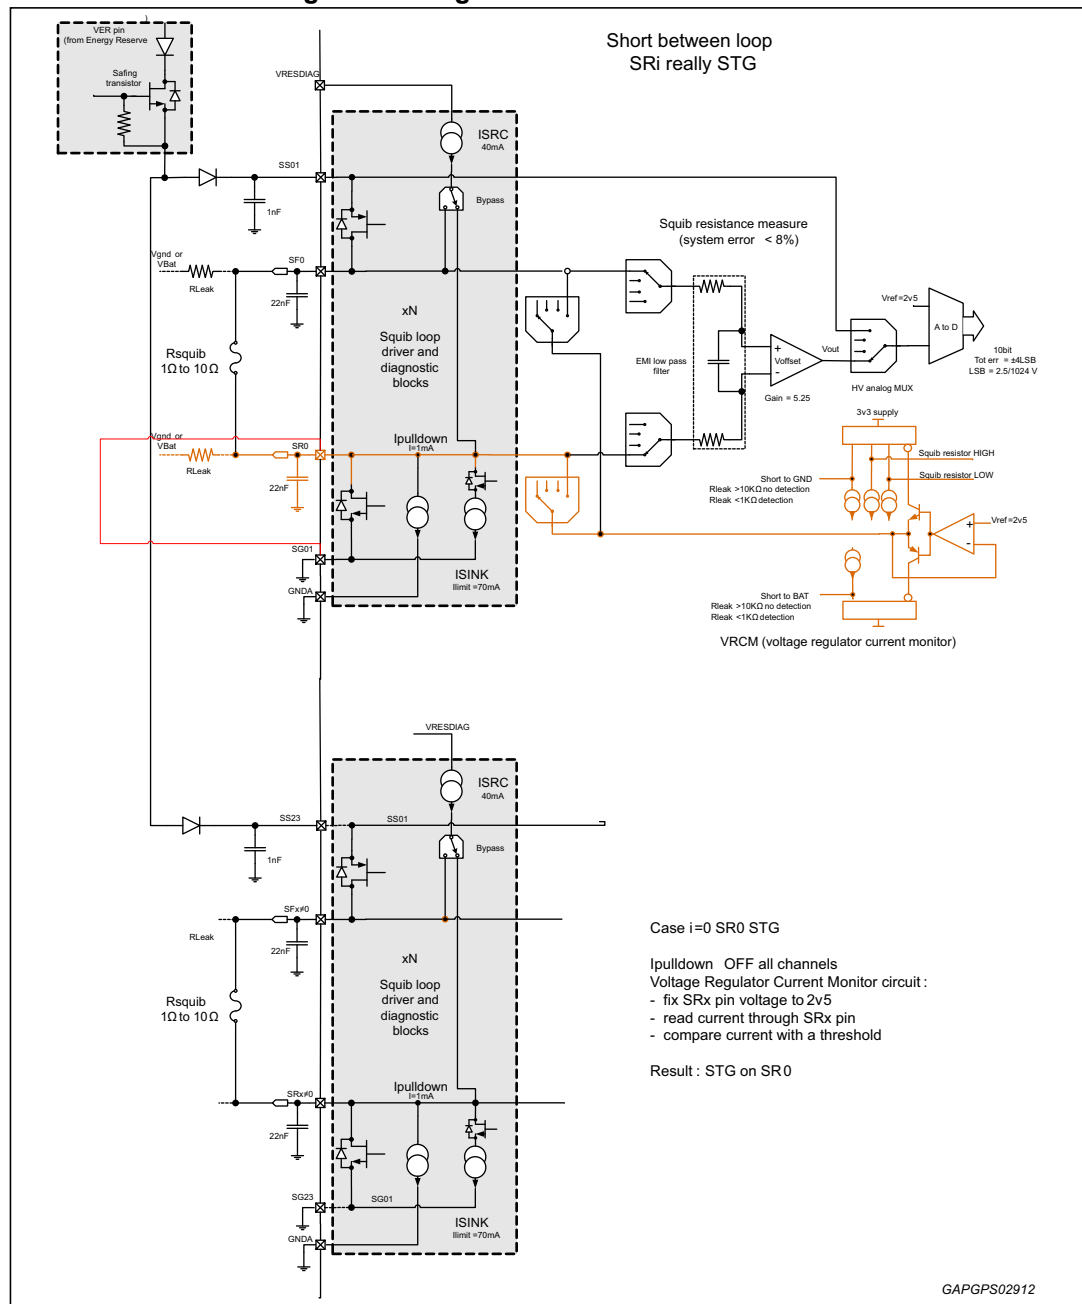 VER pin
(from Energy Reserve
)
Safing
transistor
Short between loop
SRi really STG
VRESDIAG
ISRC
40mA
SS01
1nF
Bypass
Squib resistance measure
(system error < 8%)
Vgnd or
VBat
SF0
RLeak
22nF
xN
Squib loop
driver and
diagnostic
blocks
Rsquib
1Ω to 10Ω
EMI low pass
filter
+
Voffset
-
Gain = 5.25
Vout
HV analog MUX
Vref=2v5
A to D
10bit
Tot err = ±4LSB
LSB = 2.5/1024 V
3v3 supply
Squib resistor HIGH
Squib resistor LOW
Short to GND
Rleak >10KΩ no detection
Rleak <1KΩ detection
Vref=2v5
+
-
Short to BAT
Rleak >10KΩ no detection
Rleak <1KΩ detection
VRCM (voltage regulator current monitor)
Vgnd or
VBat
SR0
RLeak
22nF
Ipulldown
I=1mA
SG01
GNDA
ISINK
Ilimit =70mA
VRESDIAG
ISRC
40mA
SS23
SS01
1nF
Bypass
SFx≠0
RLeak
22nF
xN
Squib loop
driver and
diagnostic
blocks
Rsquib
1Ω to 10Ω
Ipulldown
I=1mA
SRx≠0
22nF
SG23
SG01
GNDA
ISINK
Ilimit =70mA
Case i=0 SR0 STG
Ipulldown OFF all channels
Voltage Regulator Current Monitor circuit :
- fix SRx pin voltage to 2v5
- read current through SRx pin
- compare current with a threshold
Result : STG on SR0
GAPGPS02912